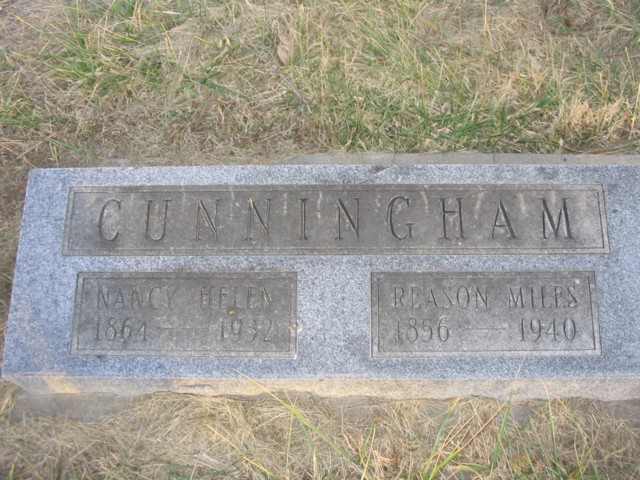 CUNNINGHAM
NANCY HELEN
1864 — 1932
REASON MILES
1856 — 1940